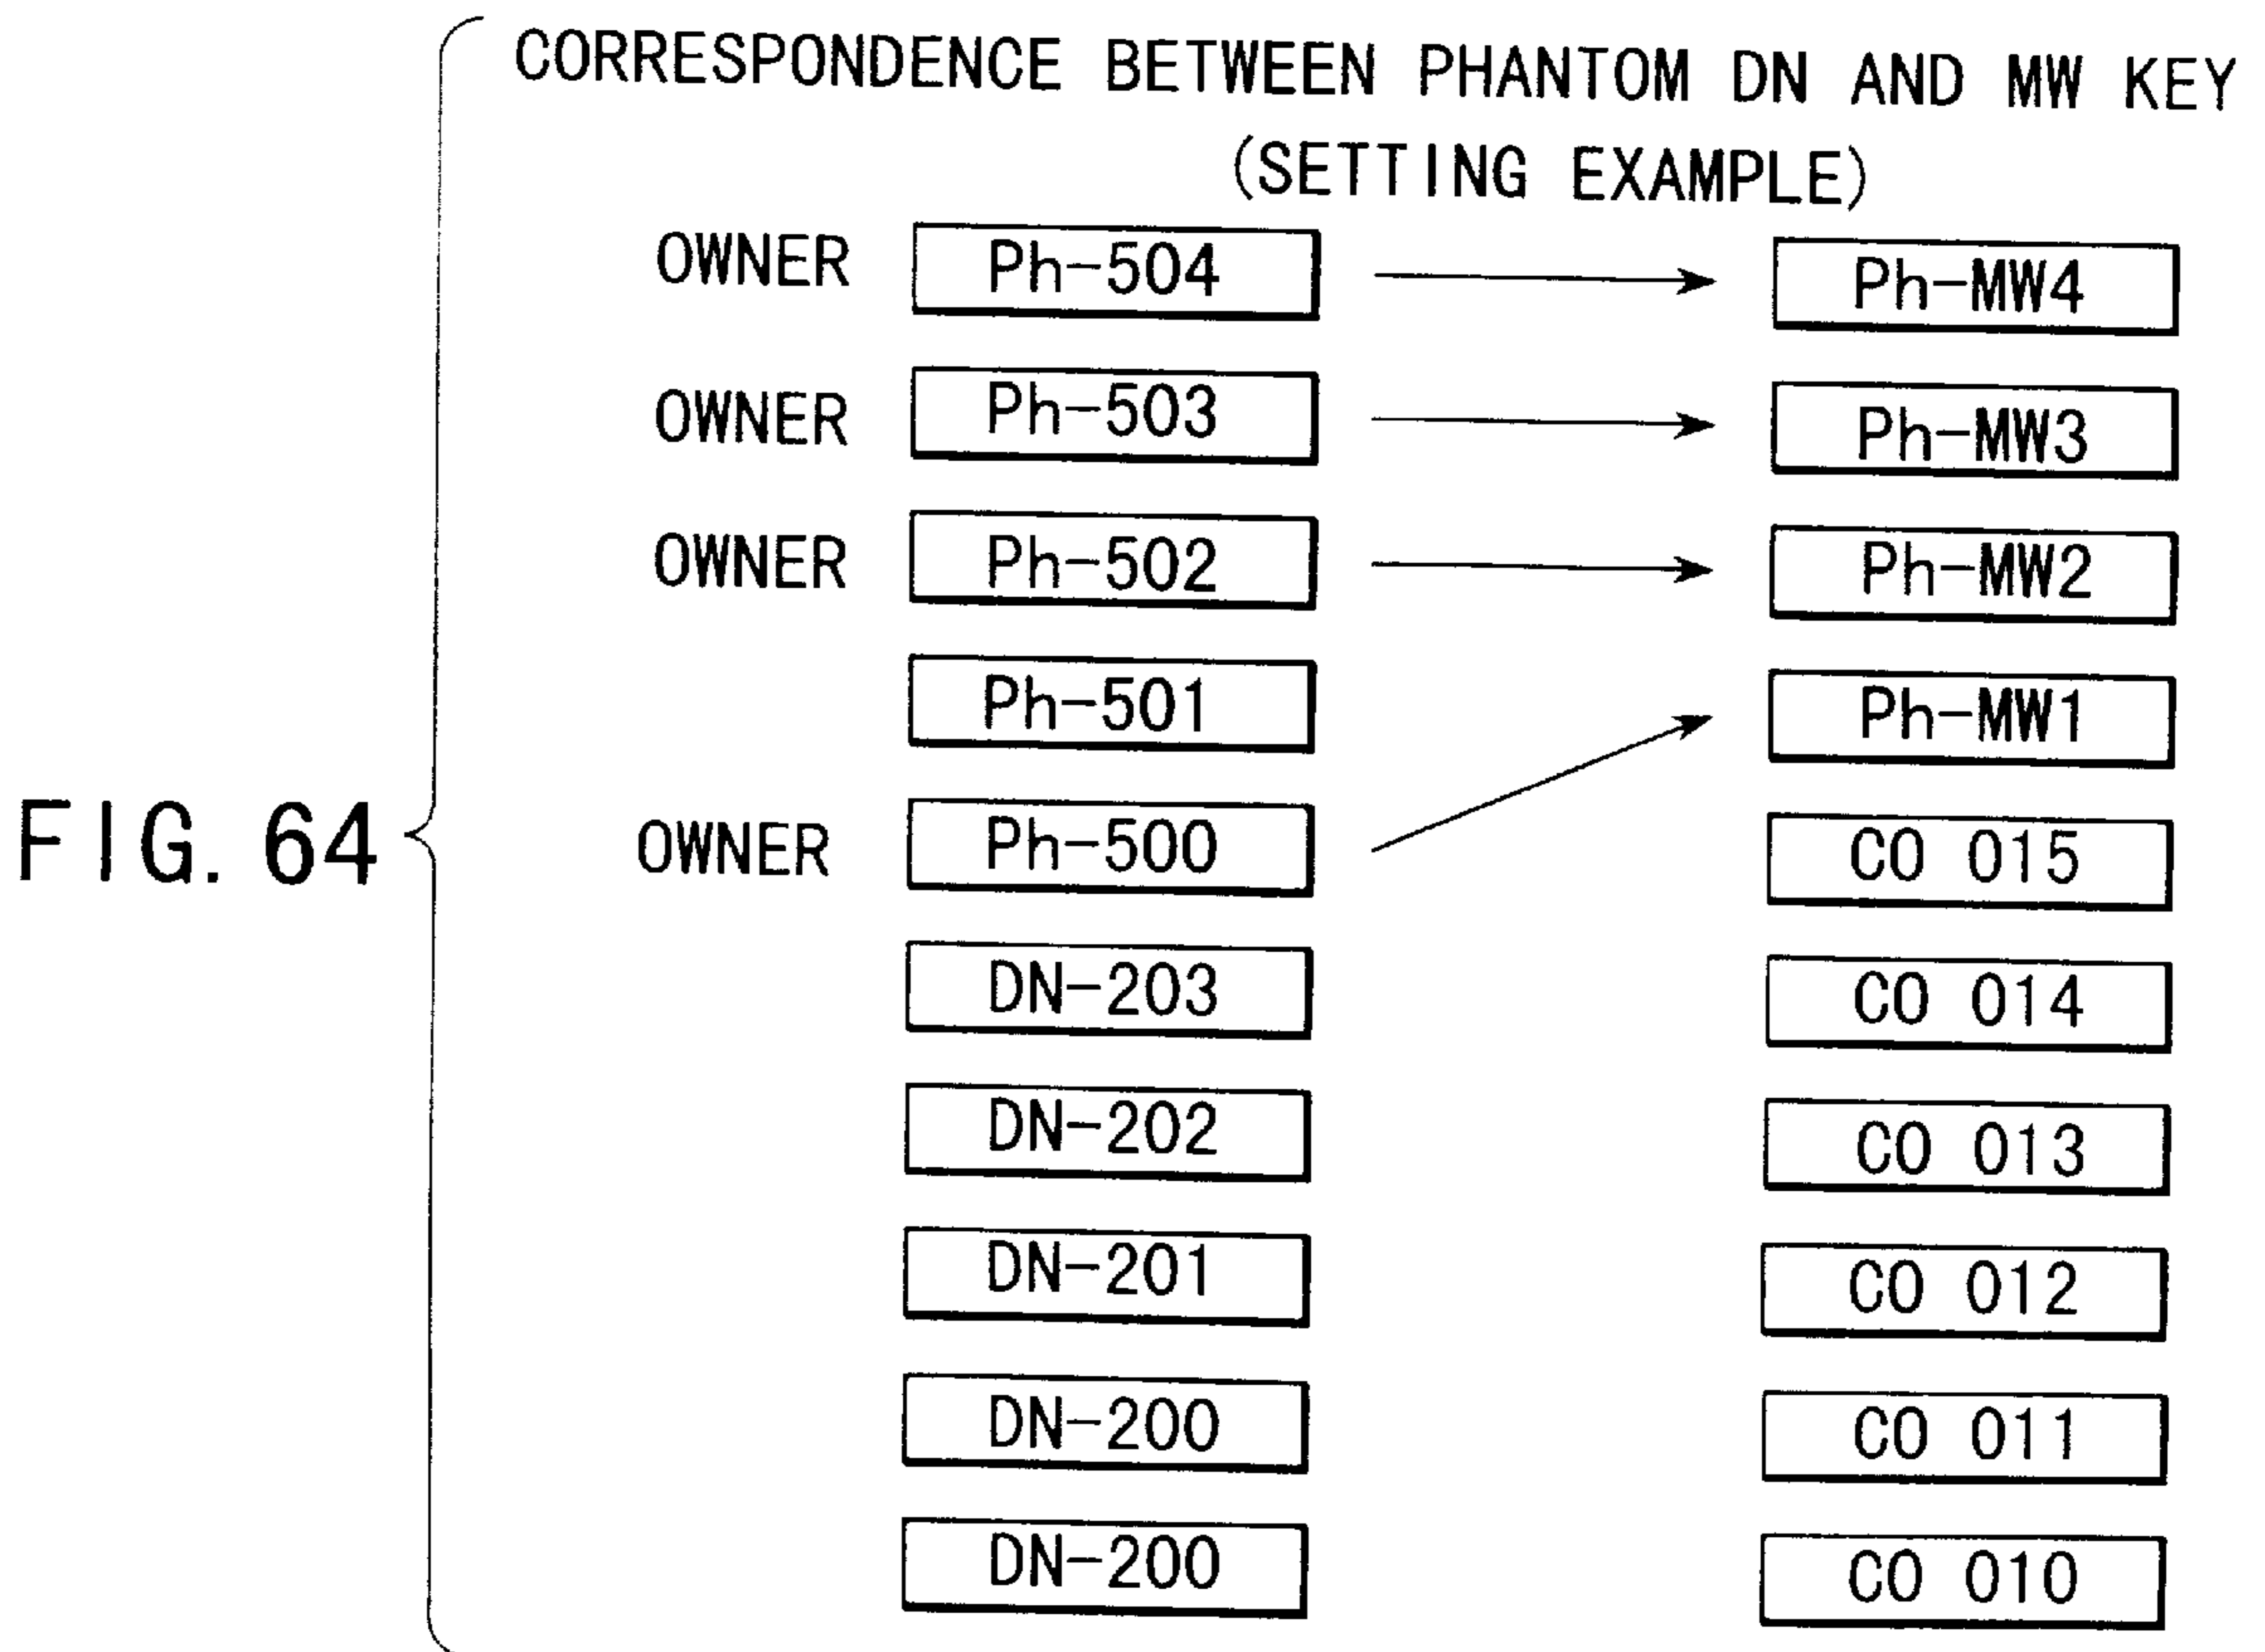 CORRESPONDENCE BETWEEN PHANTOM DN AND MW KEY
(SETTING EXAMPLE)
OWNER Ph-504 Ph-MW4
OWNER Ph-503 Ph-MW3
OWNER Ph-502 Ph-MW2
Ph-501 Ph-MW1
FIG. 64 OWNER Ph-500 CO 015
DN-203 CO 014
DN-202 CO 013
DN-201 CO 012
DN-200 CO 011
DN-200 CO 010